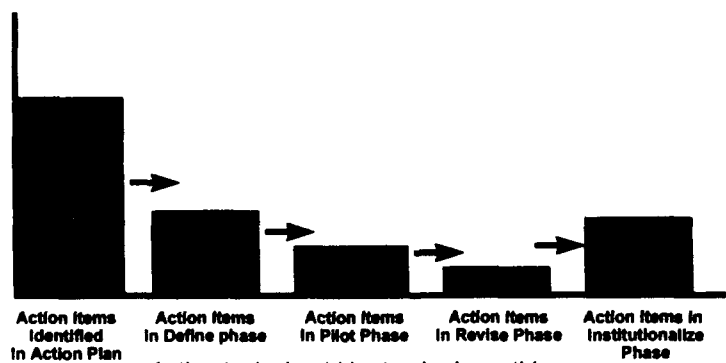 Action Items
Identified
in Action Plan
Action Items
in Define phase
Action Items
in Pilot Phase
Action Items
in Revise Phase
Action Items in
Institutionalize
Phase